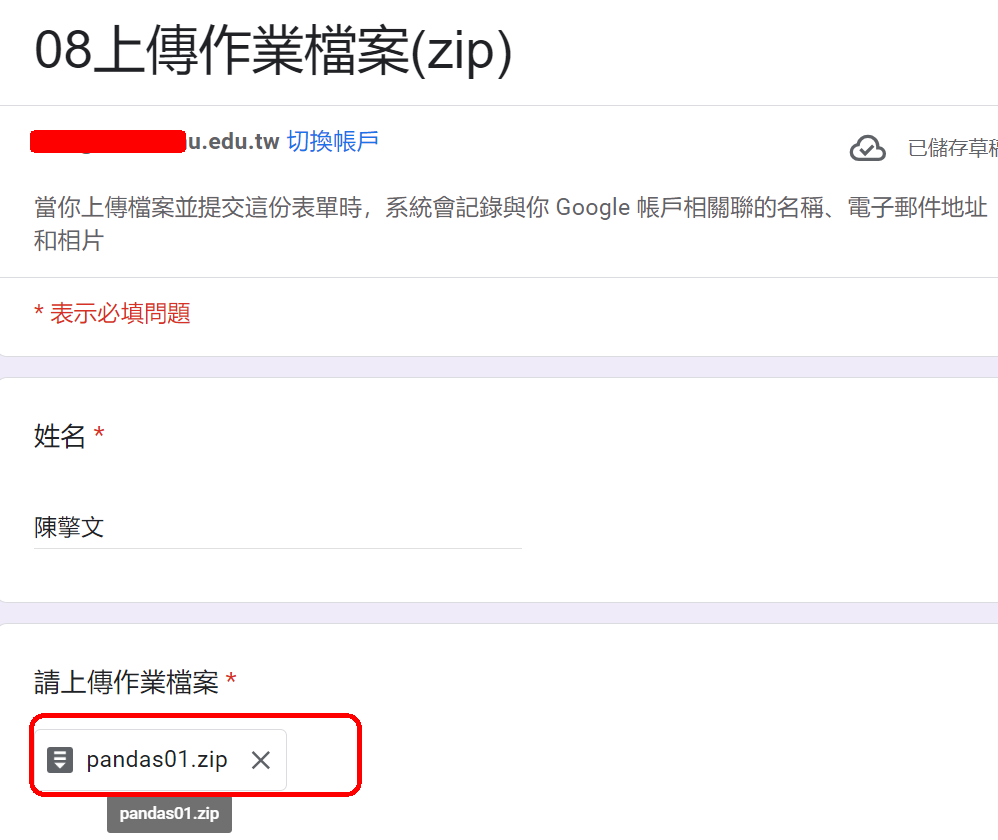 08上傳作業檔案(zip)
u.edu.tw 切換帳戶
已儲存草稿
當你上傳檔案並提交這份表單時，系統會記錄與你 Google 帳戶相關聯的名稱、電子郵件地址
和相片
* 表示必填問題
姓名 *
陳擎文
請上傳作業檔案 *
pandas01.zip
pandas01.zip